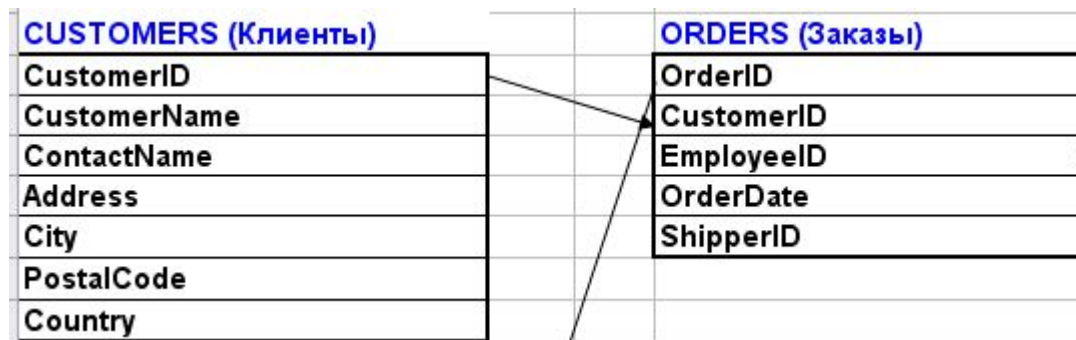 CUSTOMERS (Клиенты)
CustomerID
CustomerName
ContactName
Address
City
PostalCode
Country
ORDERS (Заказы)
OrderID
CustomerID
EmployeeID
OrderDate
ShipperID